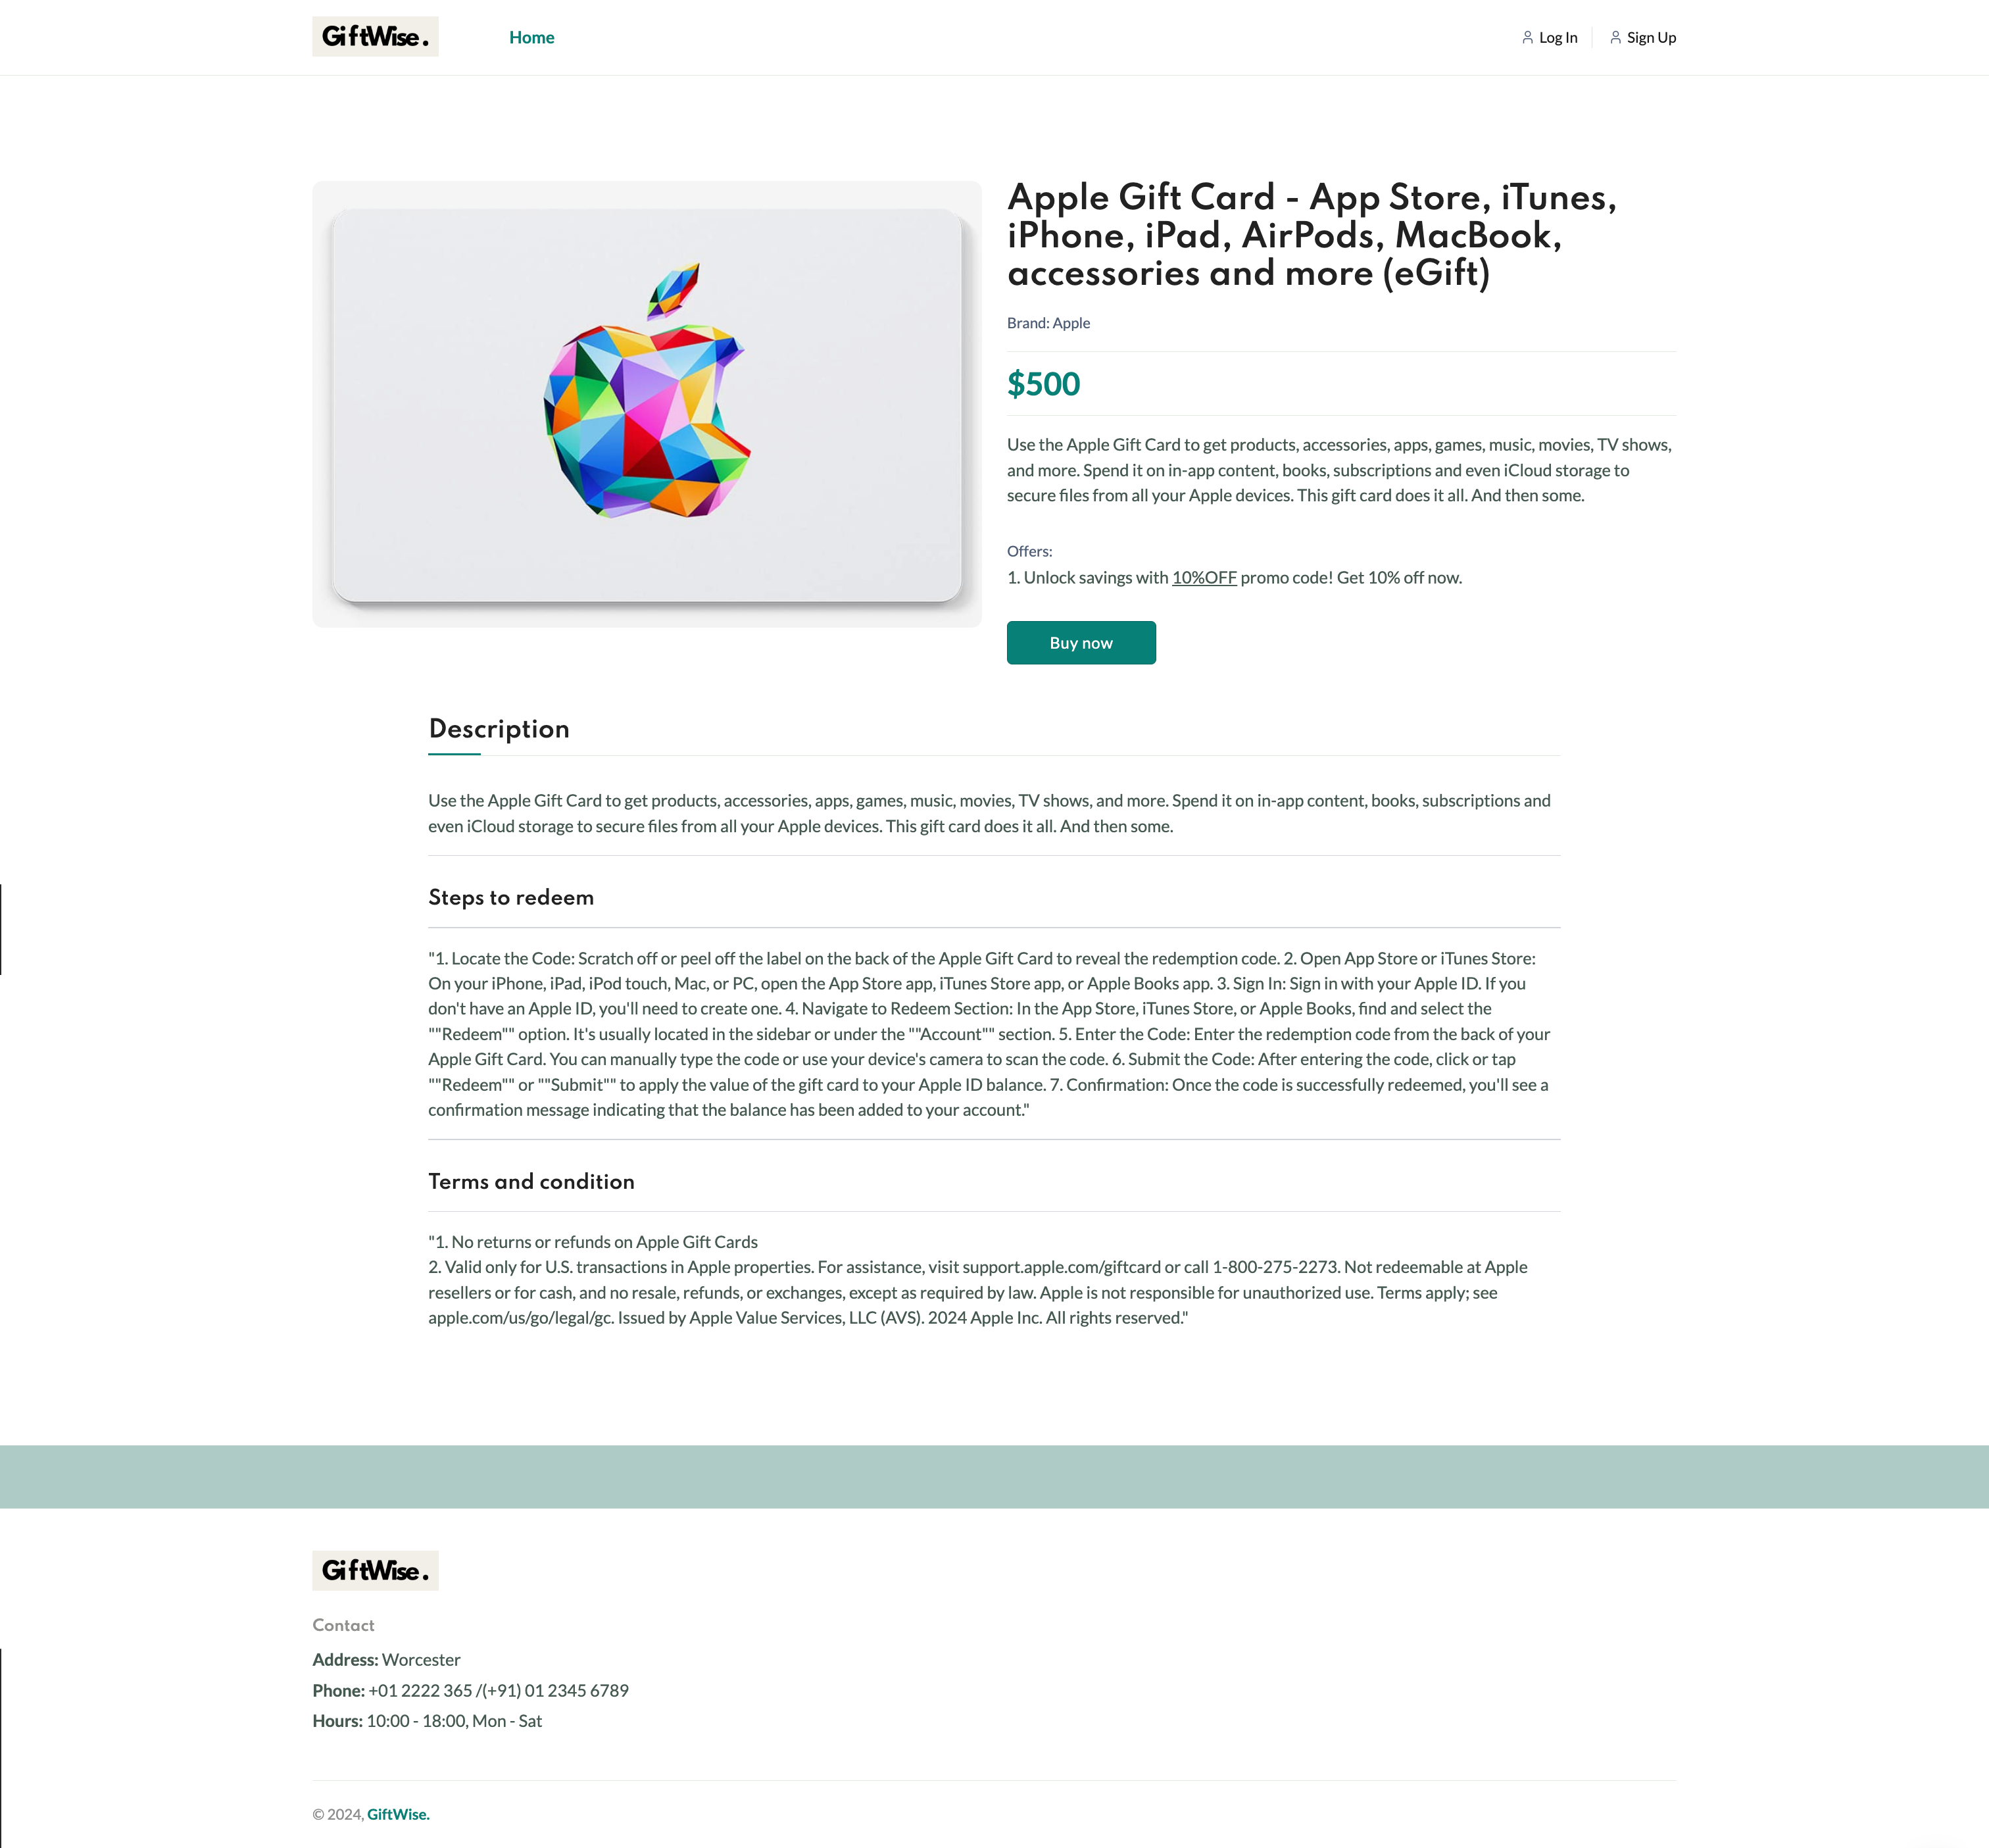 GiftWise.
Home
Log In
Sign Up
Apple Gift Card - App Store, iTunes,
iPhone, iPad, AirPods, MacBook,
accessories and more (eGift)
Brand: Apple
$500
Use the Apple Gift Card to get products, accessories, apps, games, music, movies, TV shows,
and more. Spend it on in-app content, books, subscriptions and even iCloud storage to
secure files from all your Apple devices. This gift card does it all. And then some.
Offers:
1. Unlock savings with 10%OFF promo code! Get 10% off now.
Buy now
Description
Use the Apple Gift Card to get products, accessories, apps, games, music, movies, TV shows, and more. Spend it on in-app content, books, subscriptions and
even iCloud storage to secure files from all your Apple devices. This gift card does it all. And then some.
Steps to redeem
"1. Locate the Code: Scratch off or peel off the label on the back of the Apple Gift Card to reveal the redemption code. 2. Open App Store or iTunes Store:
On your iPhone, iPad, iPod touch, Mac, or PC, open the App Store app, iTunes Store app, or Apple Books app. 3. Sign In: Sign in with your Apple ID. If you
don't have an Apple ID, you'll need to create one. 4. Navigate to Redeem Section: In the App Store, iTunes Store, or Apple Books, find and select the
""Redeem"" option. It's usually located in the sidebar or under the ""Account"" section. 5. Enter the Code: Enter the redemption code from the back of your
Apple Gift Card. You can manually type the code or use your device's camera to scan the code. 6. Submit the Code: After entering the code, click or tap
""Redeem"" or ""Submit"" to apply the value of the gift card to your Apple ID balance. 7. Confirmation: Once the code is successfully redeemed, you'll see a
confirmation message indicating that the balance has been added to your account."
Terms and condition
"1. No returns or refunds on Apple Gift Cards
2. Valid only for U.S. transactions in Apple properties. For assistance, visit support.apple.com/giftcard or call 1-800-275-2273. Not redeemable at Apple
resellers or for cash, and no resale, refunds, or exchanges, except as required by law. Apple is not responsible for unauthorized use. Terms apply; see
apple.com/us/go/legal/gc. Issued by Apple Value Services, LLC (AVS). 2024 Apple Inc. All rights reserved."
GiftWise.
Contact
Address: Worcester
Phone: +01 2222 365 /(+91) 01 2345 6789
Hours: 10:00 - 18:00, Mon - Sat
© 2024, GiftWise.